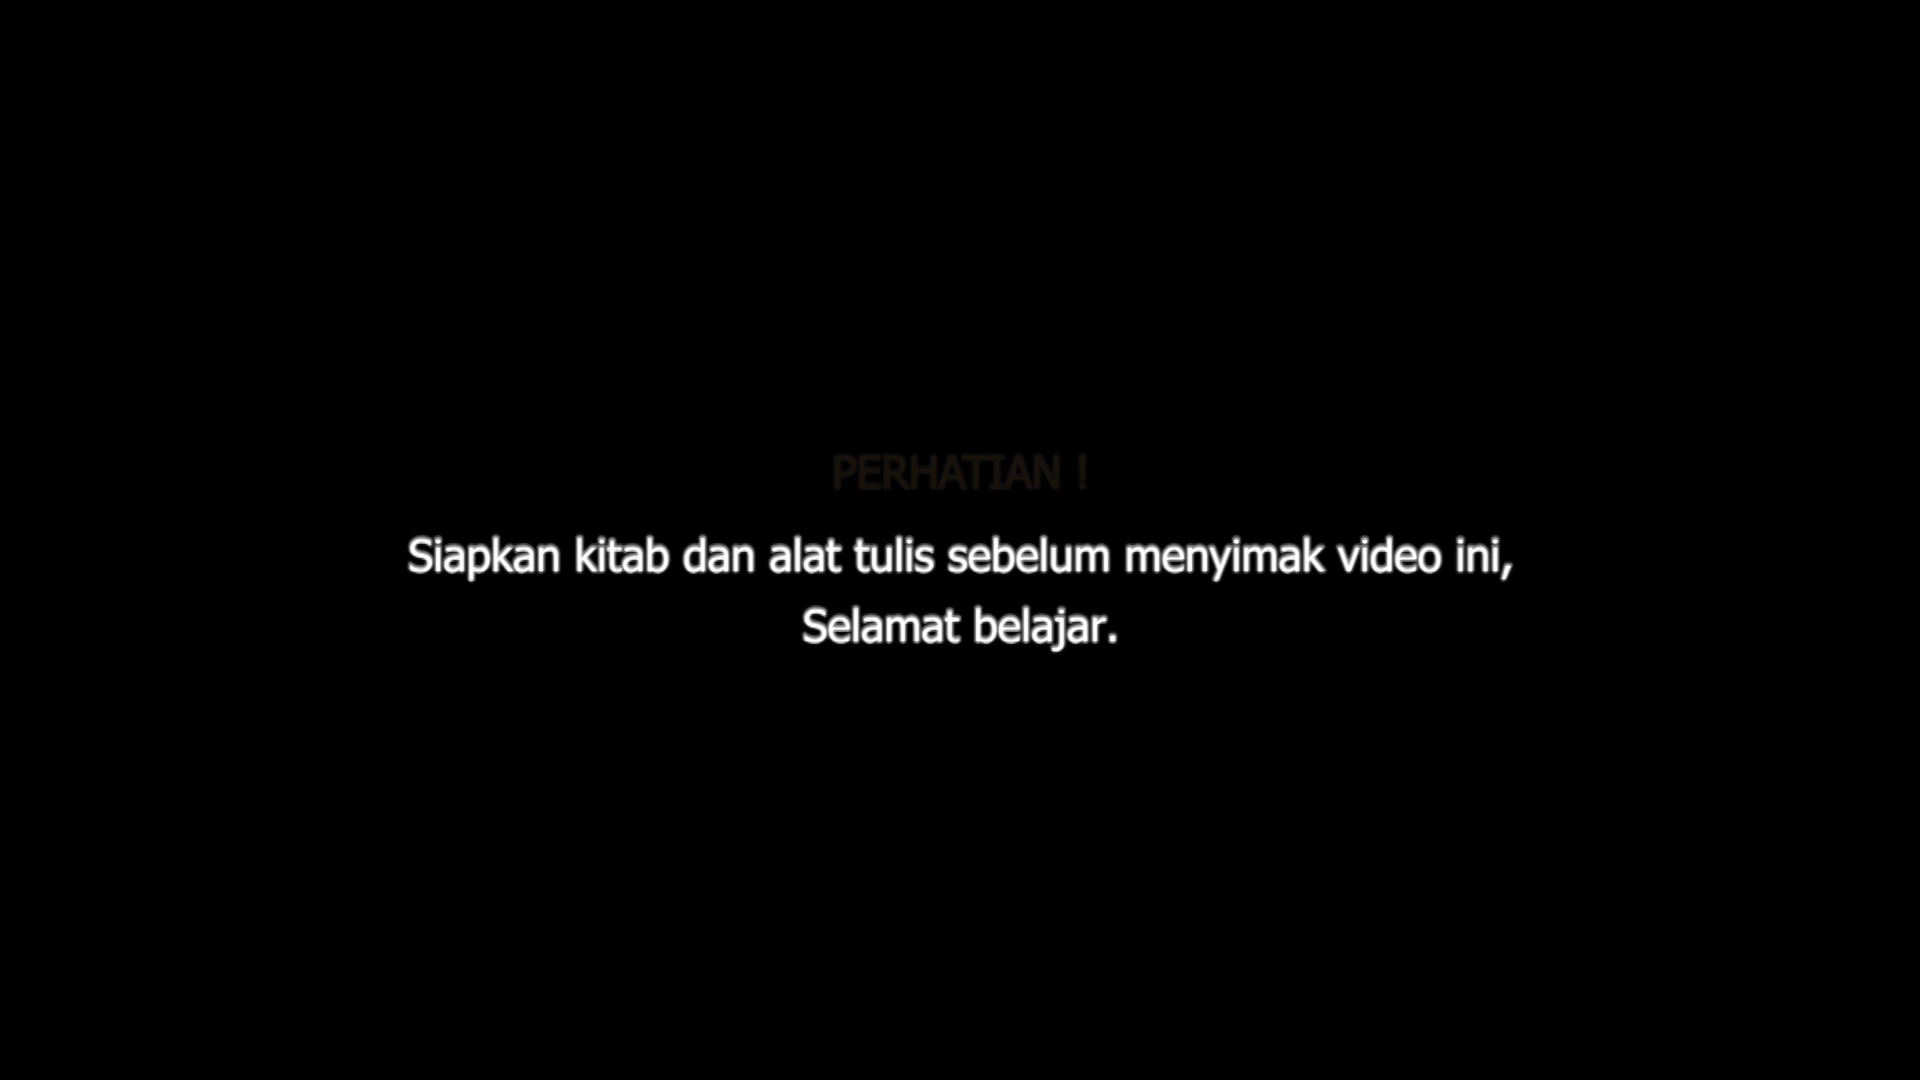 PERHATIAN !
Siapkan kitab dan alat tulis sebelum menyimak video ini,
Selamat belajar.